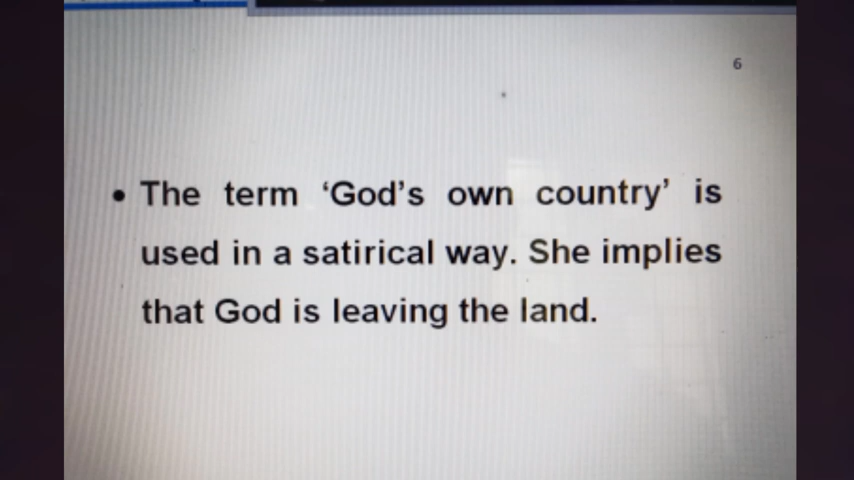 6
• The term ‘God’s own country’ is
used in a satirical way. She implies
that God is leaving the land.